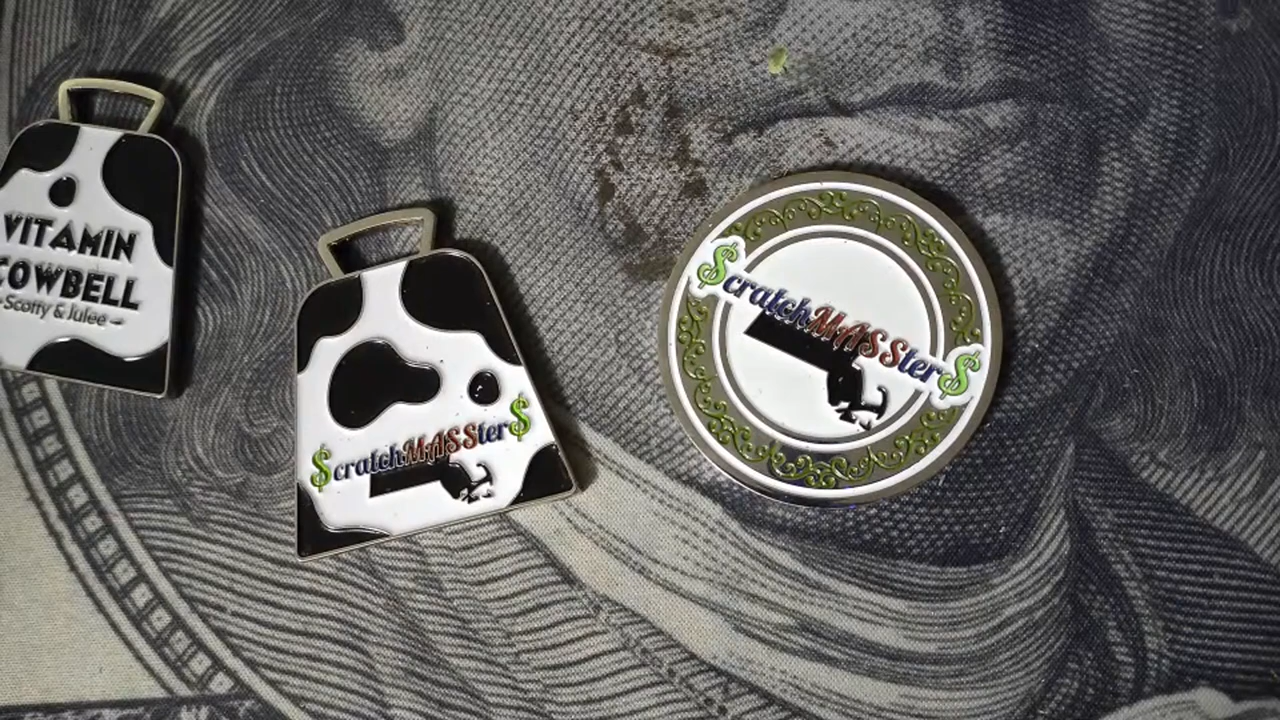 VITAMIN
COWBELL
Scotty & Julee
$cratchMASSter$
$cratchMASSter$